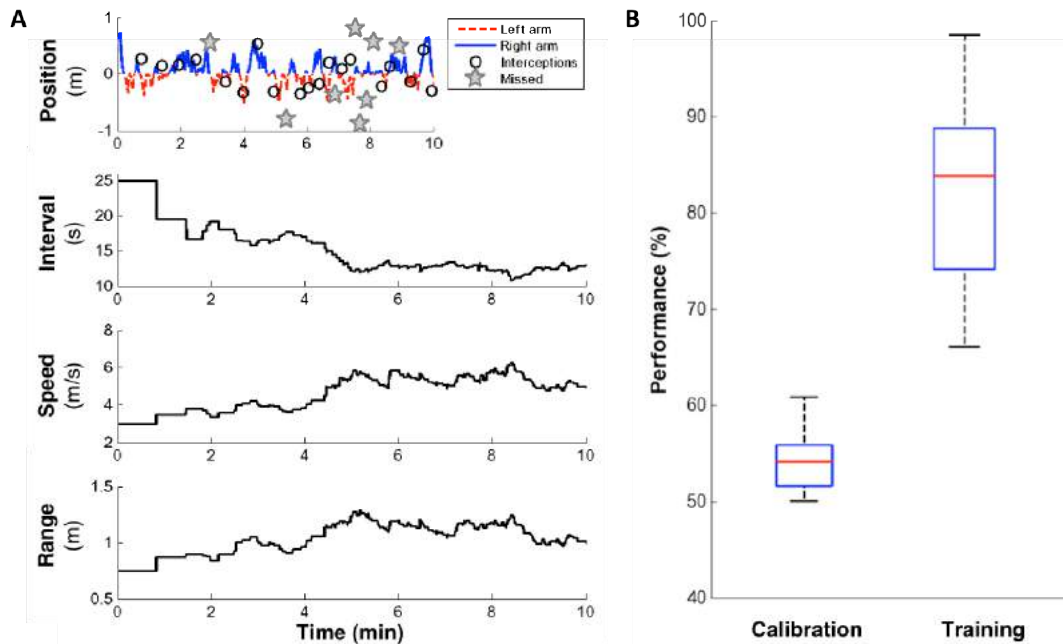 A
Position
(m)
1
0
-1
0 2 4 6 8 10
Left arm
Right arm
Interceptions
Missed
Interval
(s)
25
20
15
10
0 2 4 6 8 10
Speed
(m/s)
8
6
4
2
0 2 4 6 8 10
Range
(m)
1.5
1
0.5
0 2 4 6 8 10
Time (min)
B
Performance (%)
100
90
80
70
60
50
40
Calibration Training